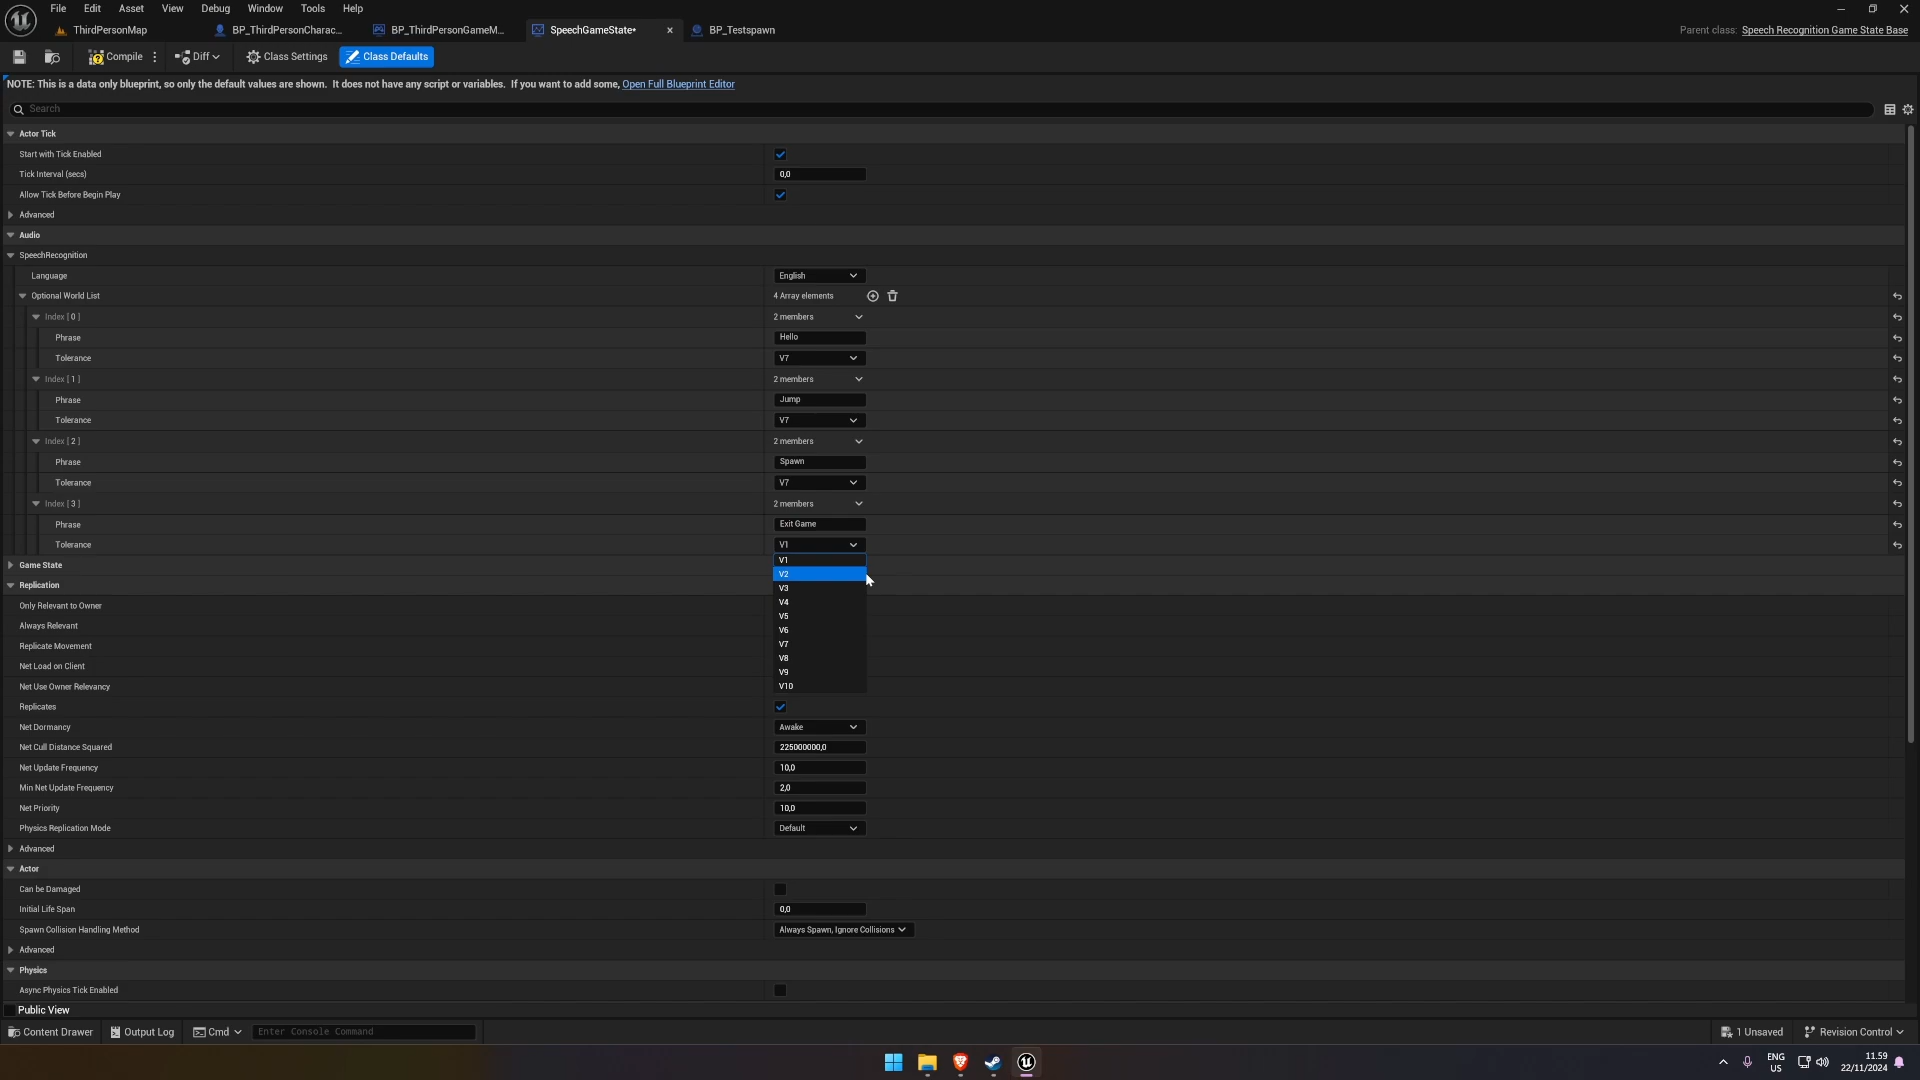 File Edit Asset View Debug Window Tools Help
ThirdPersonMap BP_ThirdPersonCharac... BP_ThirdPersonGameM... SpeechGameState* BP_Testspawn Parent class: Speech Recognition Game State Base
Compile Diff Class Settings Class Defaults
NOTE: This is a data only blueprint, so only the default values are shown. It does not have any script or variables. If you want to add some, Open Full Blueprint Editor
Search
Actor Tick
Start with Tick Enabled
Tick Interval (secs) 0,0
Allow Tick Before Begin Play
Advanced
Audio
SpeechRecognition
Language English
Optional World List 4 Array elements
Index [ 0 ] 2 members
Phrase Hello
Tolerance V7
Index [ 1 ] 2 members
Phrase Jump
Tolerance V7
Index [ 2 ] 2 members
Phrase Spawn
Tolerance V7
Index [ 3 ] 2 members
Phrase Exit Game
Tolerance V1
V1
Game State
V2
Replication
V3
Only Relevant to Owner V4
V5
Always Relevant
V6
Replicate Movement V7
V8
Net Load on Client
V9
Net Use Owner Relevancy V10
Replicates
Net Dormancy Awake
Net Cull Distance Squared 225000000,0
Net Update Frequency 10,0
Min Net Update Frequency 2,0
Net Priority 10,0
Physics Replication Mode Default
Advanced
Actor
Can be Damaged
Initial Life Span 0,0
Spawn Collision Handling Method Always Spawn, Ignore Collisions
Advanced
Physics
Async Physics Tick Enabled
Public View
Content Drawer Output Log Cmd Enter Console Command 1 Unsaved Revision Control
ENG 11.59
US 22/11/2024